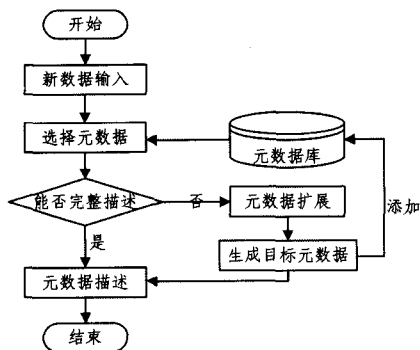 开始
新数据输入
选择元数据
元数据库
能否完整描述
否
元数据扩展
添加
是
生成目标元数据
元数据描述
结束